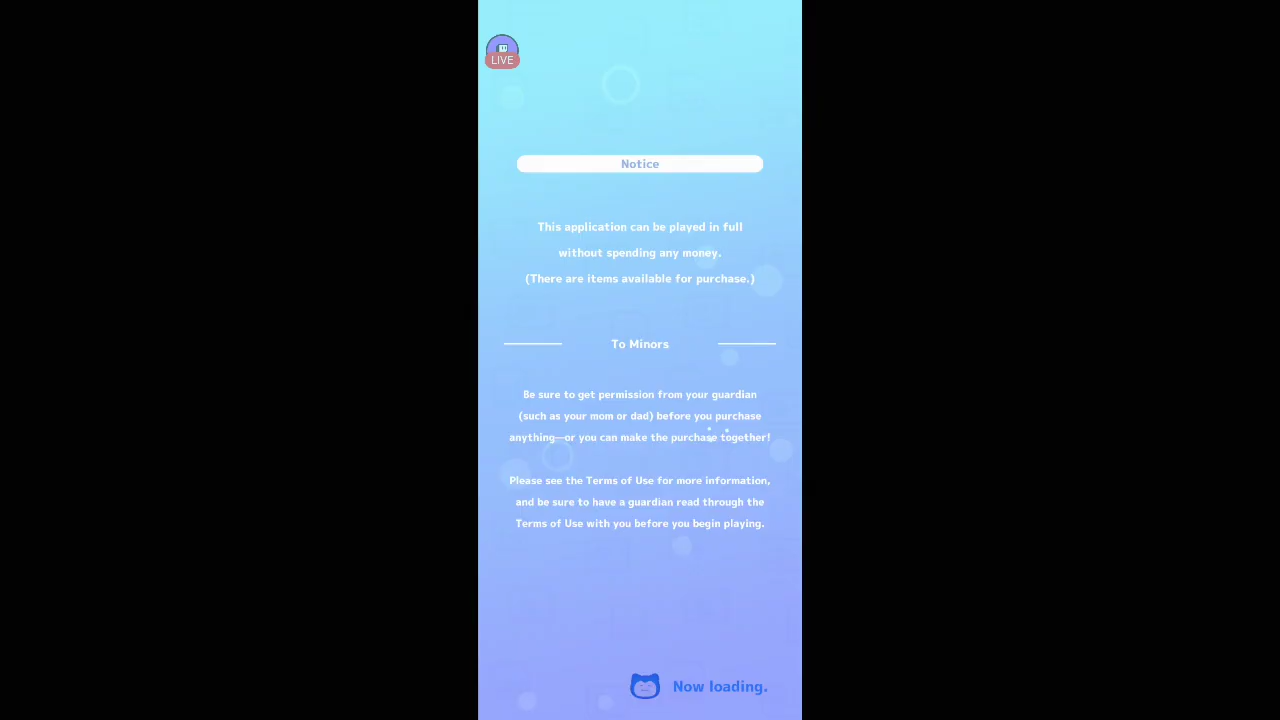 LIVE
Notice
This application can be played in full
without spending any money.
(There are items available for purchase.)
To Minors
Be sure to get permission from your guardian
(such as your mom or dad) before you purchase
anything—or you can make the purchase together!
Please see the Terms of Use for more information,
and be sure to have a guardian read through the
Terms of Use with you before you begin playing.
Now loading.